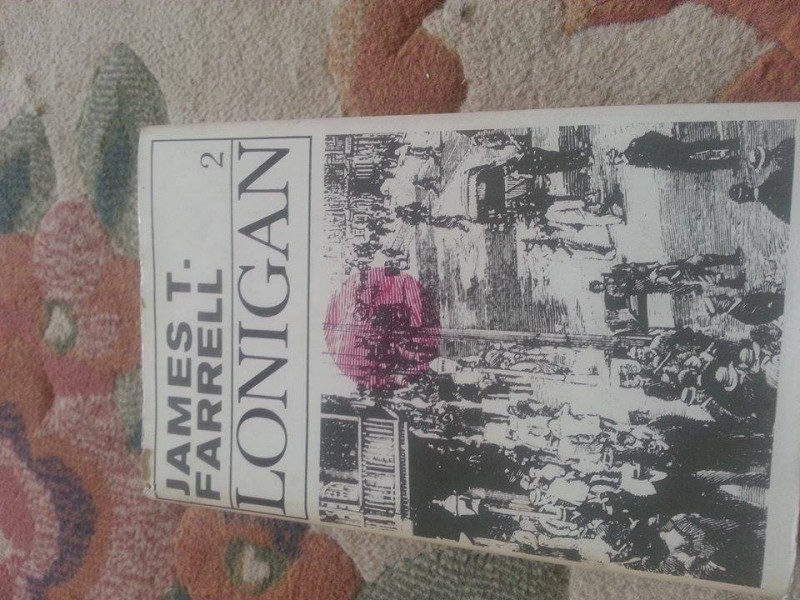 JAMES T.
FARRELL 2
LONIGAN